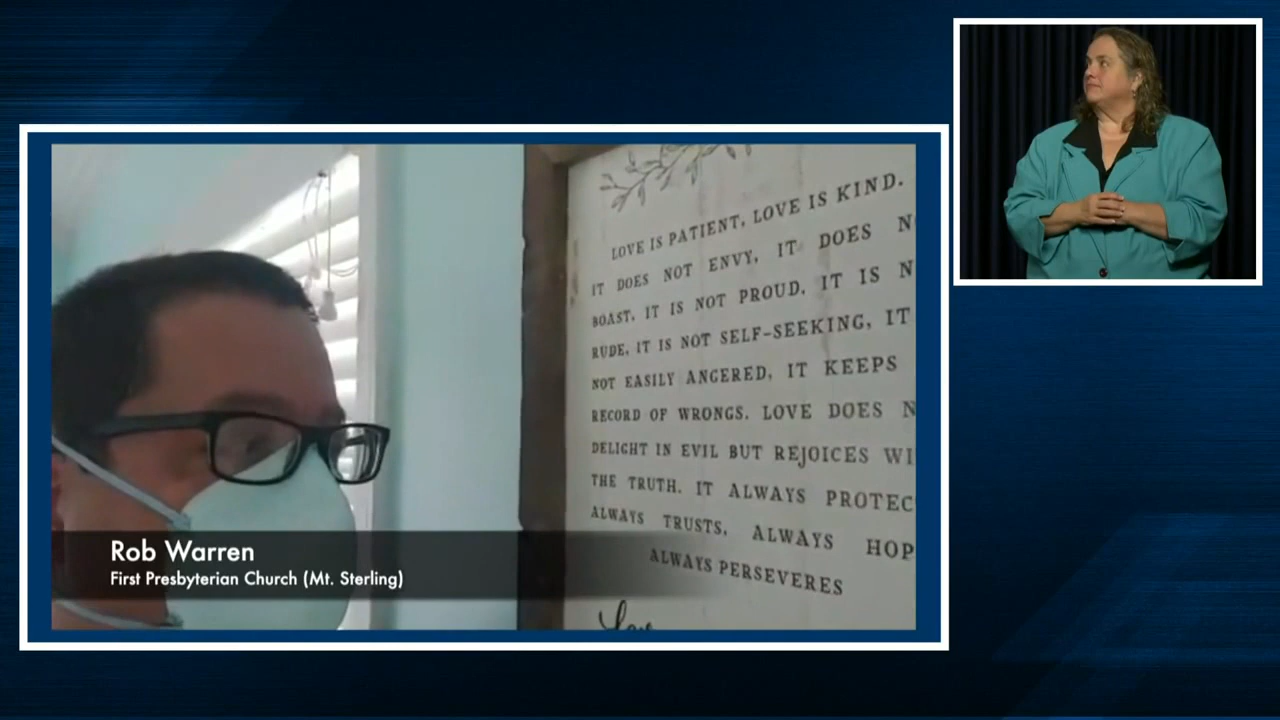 LOVE IS PATIENT, LOVE IS KIND.
IT DOES NOT ENVY, IT DOES
BOAST, IT IS NOT PROUD. IT IS
RUDE, IT IS NOT SELF-SEEKING, IT
NOT EASILY ANGERED, IT KEEPS
RECORD OF WRONGS. LOVE DOES
DELIGHT IN EVIL BUT REJOICES WI
THE TRUTH. IT ALWAYS PROTEC
ALWAYS TRUSTS, ALWAYS HOP
ALWAYS PERSEVERES
Rob Warren
First Presbyterian Church (Mt. Sterling)